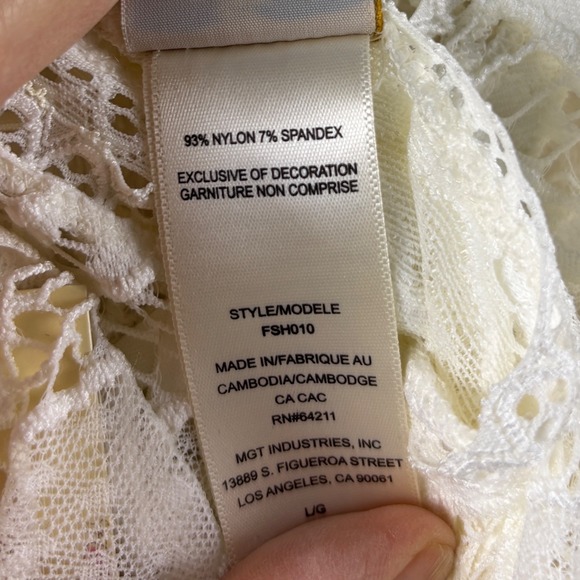 93% NYLON 7% SPANDEX
EXCLUSIVE OF DECORATION
GARNITURE NON COMPRISE
STYLE/MODELE
FSH010
MADE IN/FABRIQUE AU
CAMBODIA/CAMBODGE
CA CAC
RN#64211
MGT INDUSTRIES, INC
13889 S. FIGUEROA STREET
LOS ANGELES, CA 90061
L/G